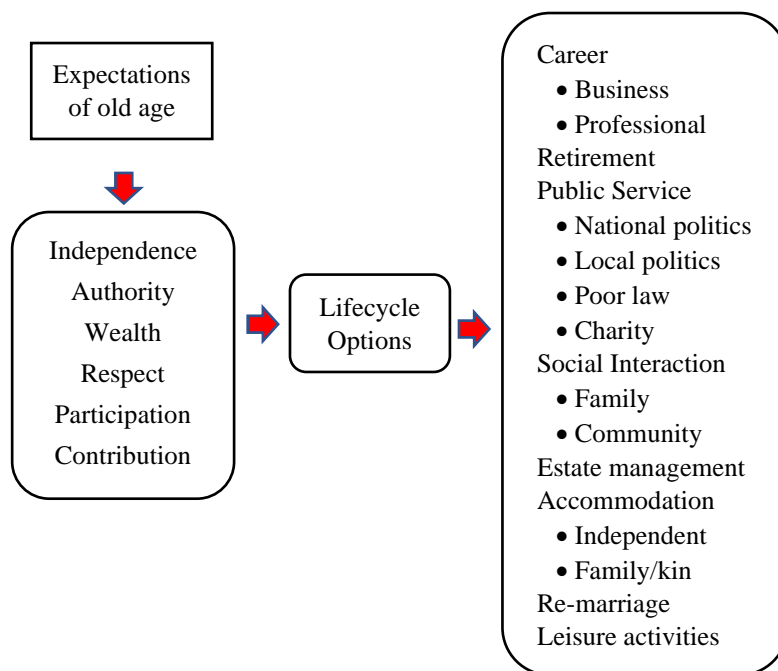 Expectations
of old age
Independence
Authority
Wealth
Respect
Participation
Contribution
Lifecycle
Options
Career
• Business
• Professional
Retirement
Public Service
• National politics
• Local politics
• Poor law
• Charity
Social Interaction
• Family
• Community
Estate management
Accommodation
• Independent
• Family/kin
Re-marriage
Leisure activities